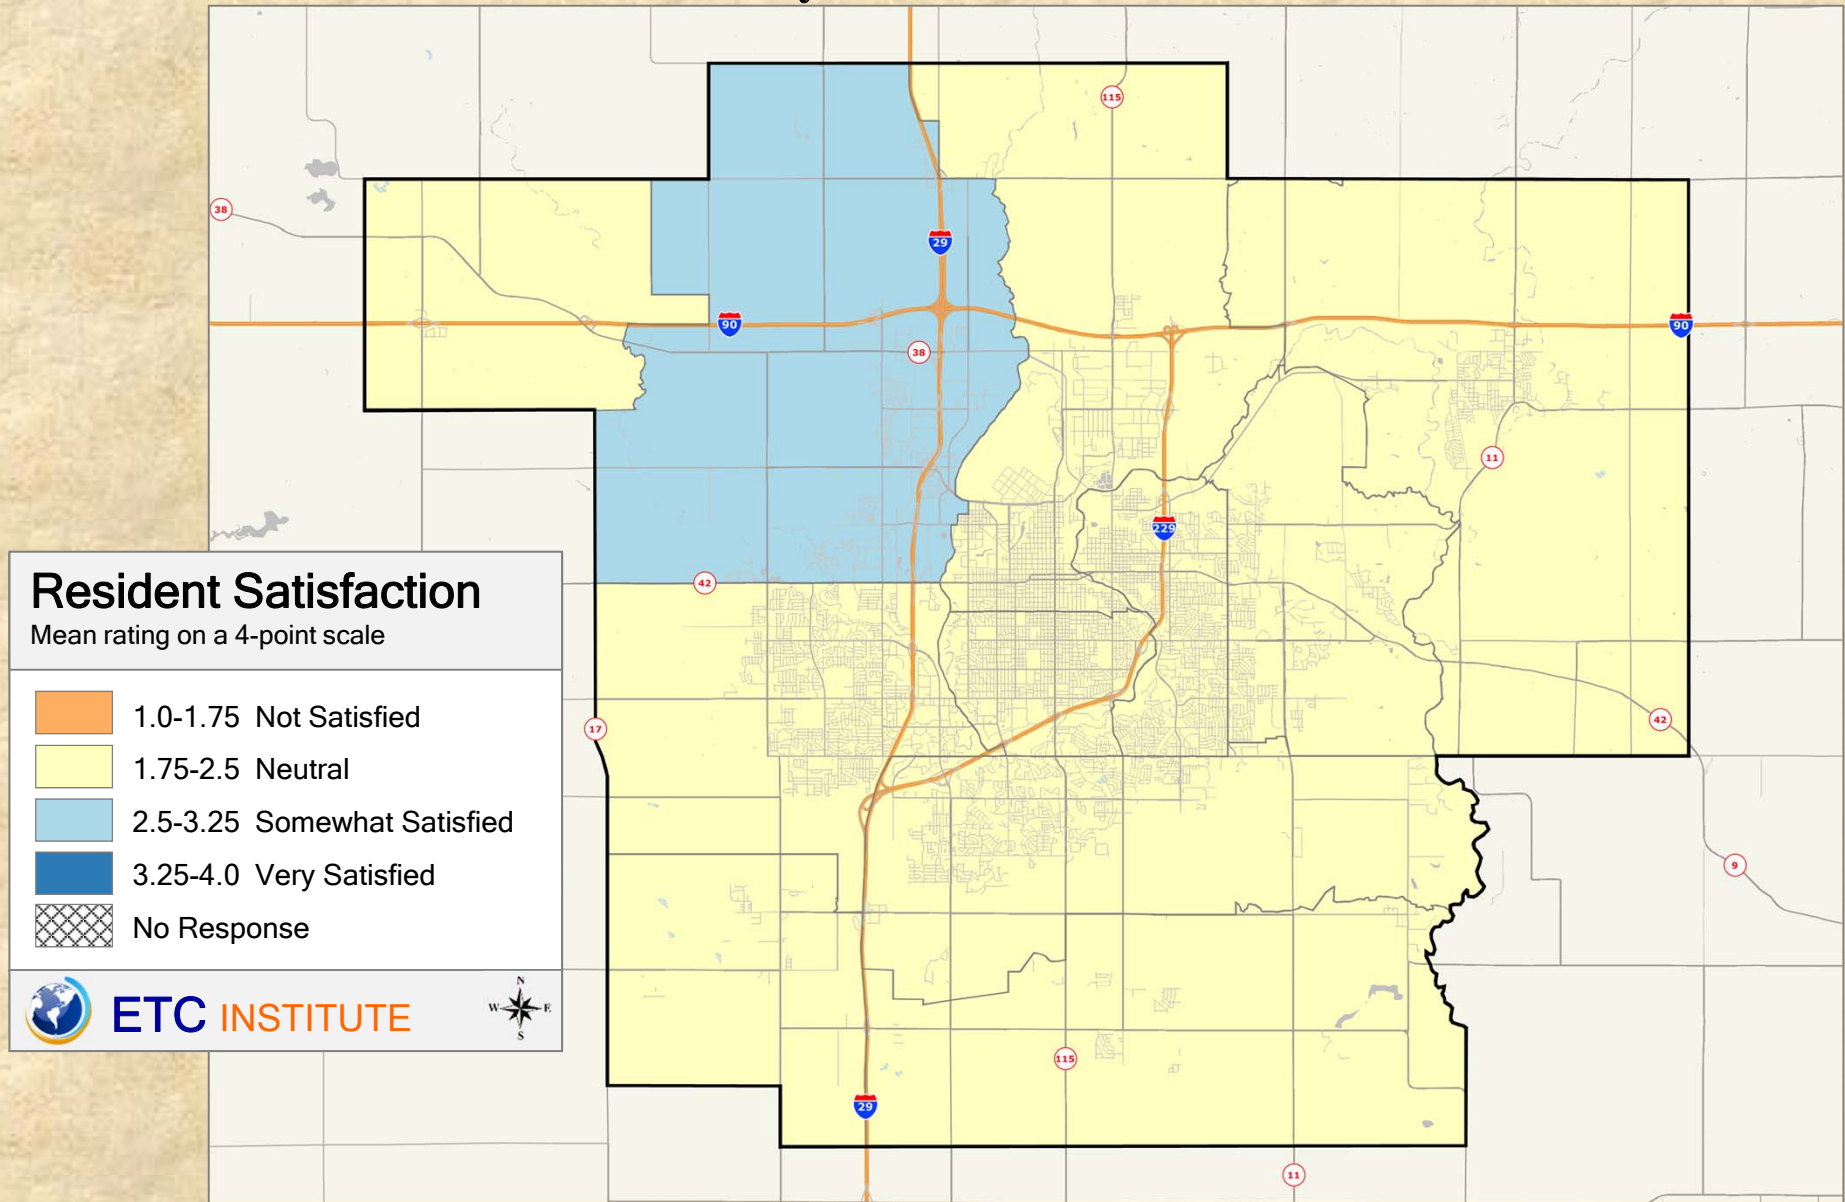 115
38
29
90
90
38
11
229
42
Resident Satisfaction
Mean rating on a 4-point scale
1.0-1.75 Not Satisfied
1.75-2.5 Neutral
2.5-3.25 Somewhat Satisfied
3.25-4.0 Very Satisfied
No Response
17
42
9
ETC INSTITUTE
N
W E
S
115
29
11